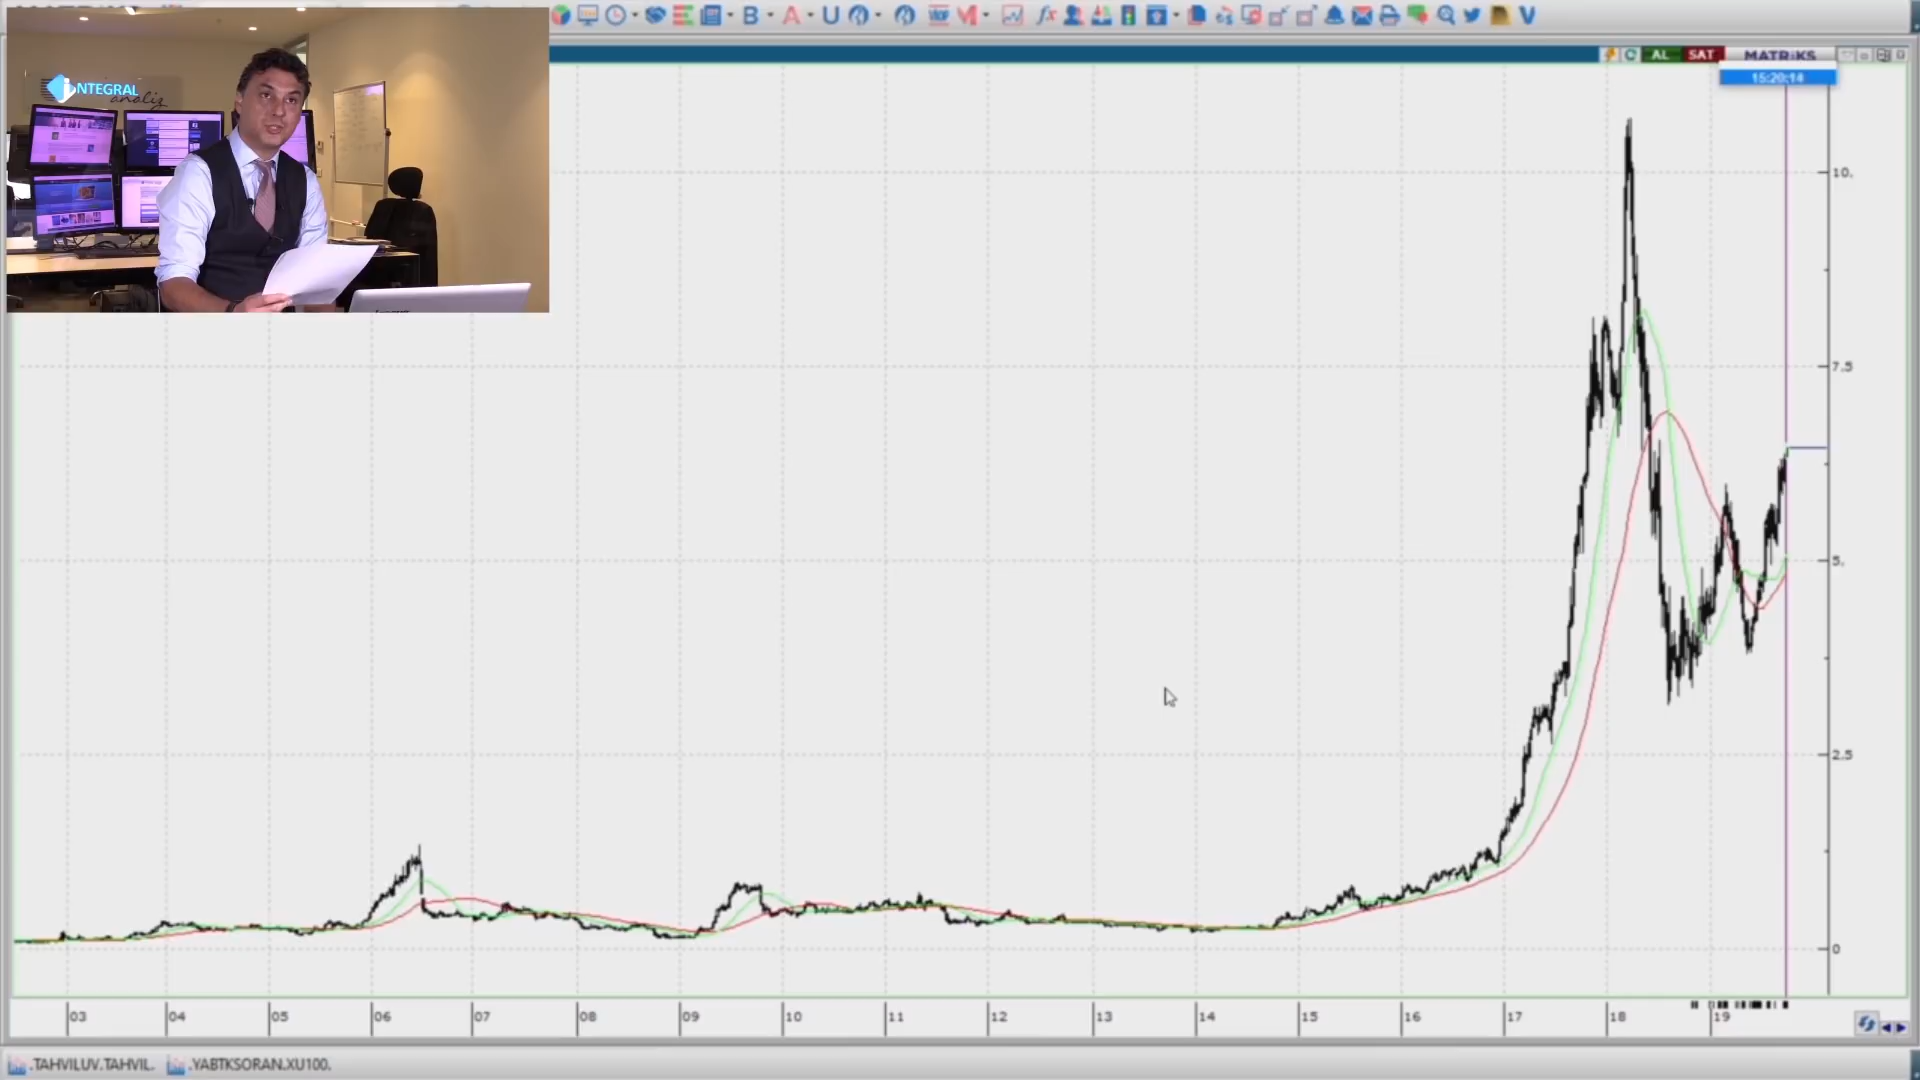 B A U fx V
AL SAT MATRiKS
15:20:14
iNTEGRAL
analiz
10.
7.5
5.
2.5
0
03 04 05 06 07 08 09 10 11 12 13 14 15 16 17 18 19
.TAHVILUV.TAHVIL. .YABTKSORAN.XU100.